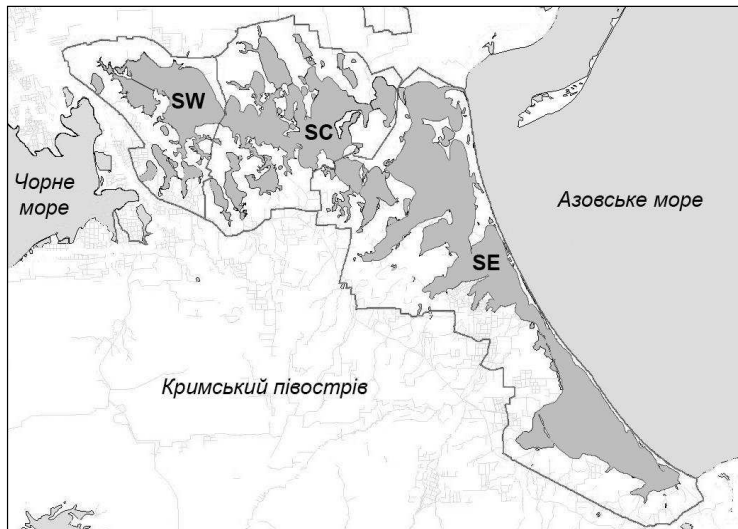 SW
SC
Чорне
море
Азовське море
SE
Кримський півострів